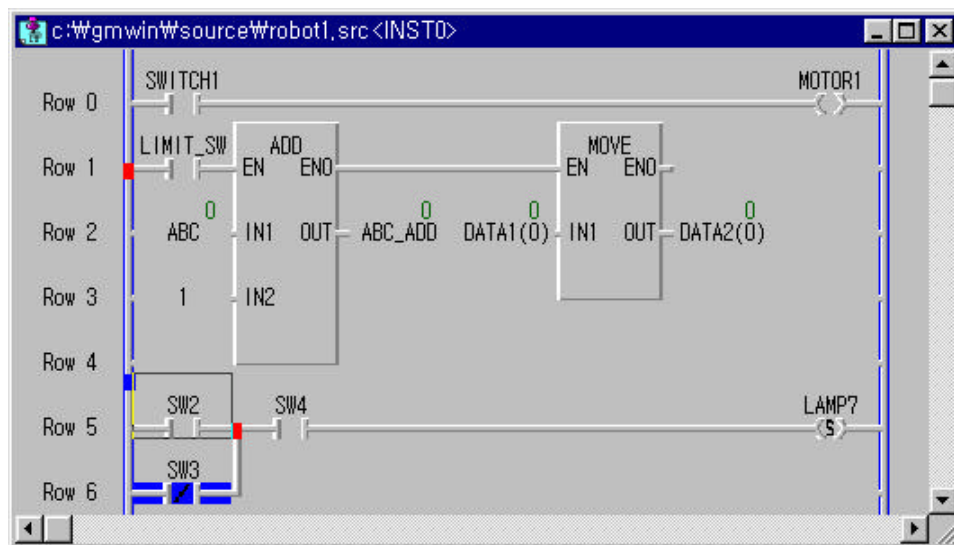 c:₩gmwin₩source₩robot1.src<INST0>
SWITCH1 MOTOR1
Row 0
LIMIT_SW ADD MOVE
Row 1 EN ENO EN ENO
0 0 0 0
Row 2 ABC IN1 OUT ABC_ADD DATA1(0) IN1 OUT DATA2(0)
Row 3 1 IN2
Row 4
SW2 SW4 LAMP7
Row 5 S
SW3
Row 6